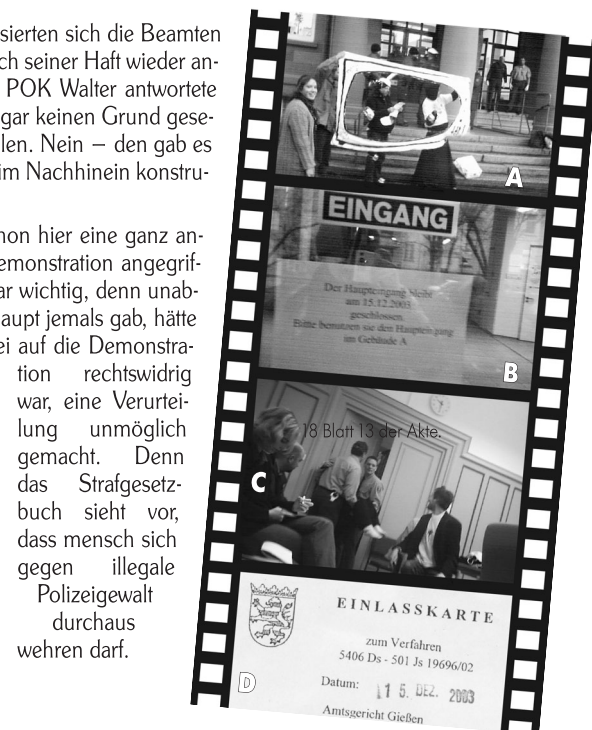 sierten sich die Beamten
ch seiner Haft wieder an-
POK Walter antwortete
gar keinen Grund gese-
len. Nein – den gab es
im Nachhinein konstru-
hon hier eine ganz an-
emonstration angegrif-
ar wichtig, denn unab-
aupt jemals gab, hätte
ei auf die Demonstra-
tion rechtswidrig
war, eine Verurtei-
lung unmöglich
gemacht. Denn
das Strafgesetz-
buch sieht vor,
dass mensch sich
gegen illegale
Polizeigewalt
durchaus
wehren darf.
A
EINGANG
Der Haupteingang bleibt
am 15.12.2003
geschlossen.
Bitte benutzen sie den Haupteingang
im Gebäude A
B
18 Blatt 13 der Akte.
C
EINLASSKARTE
zum Verfahren
5406 Ds - 501 Js 19696/02
Datum: 15. DEZ. 2003
Amtsgericht Gießen
D